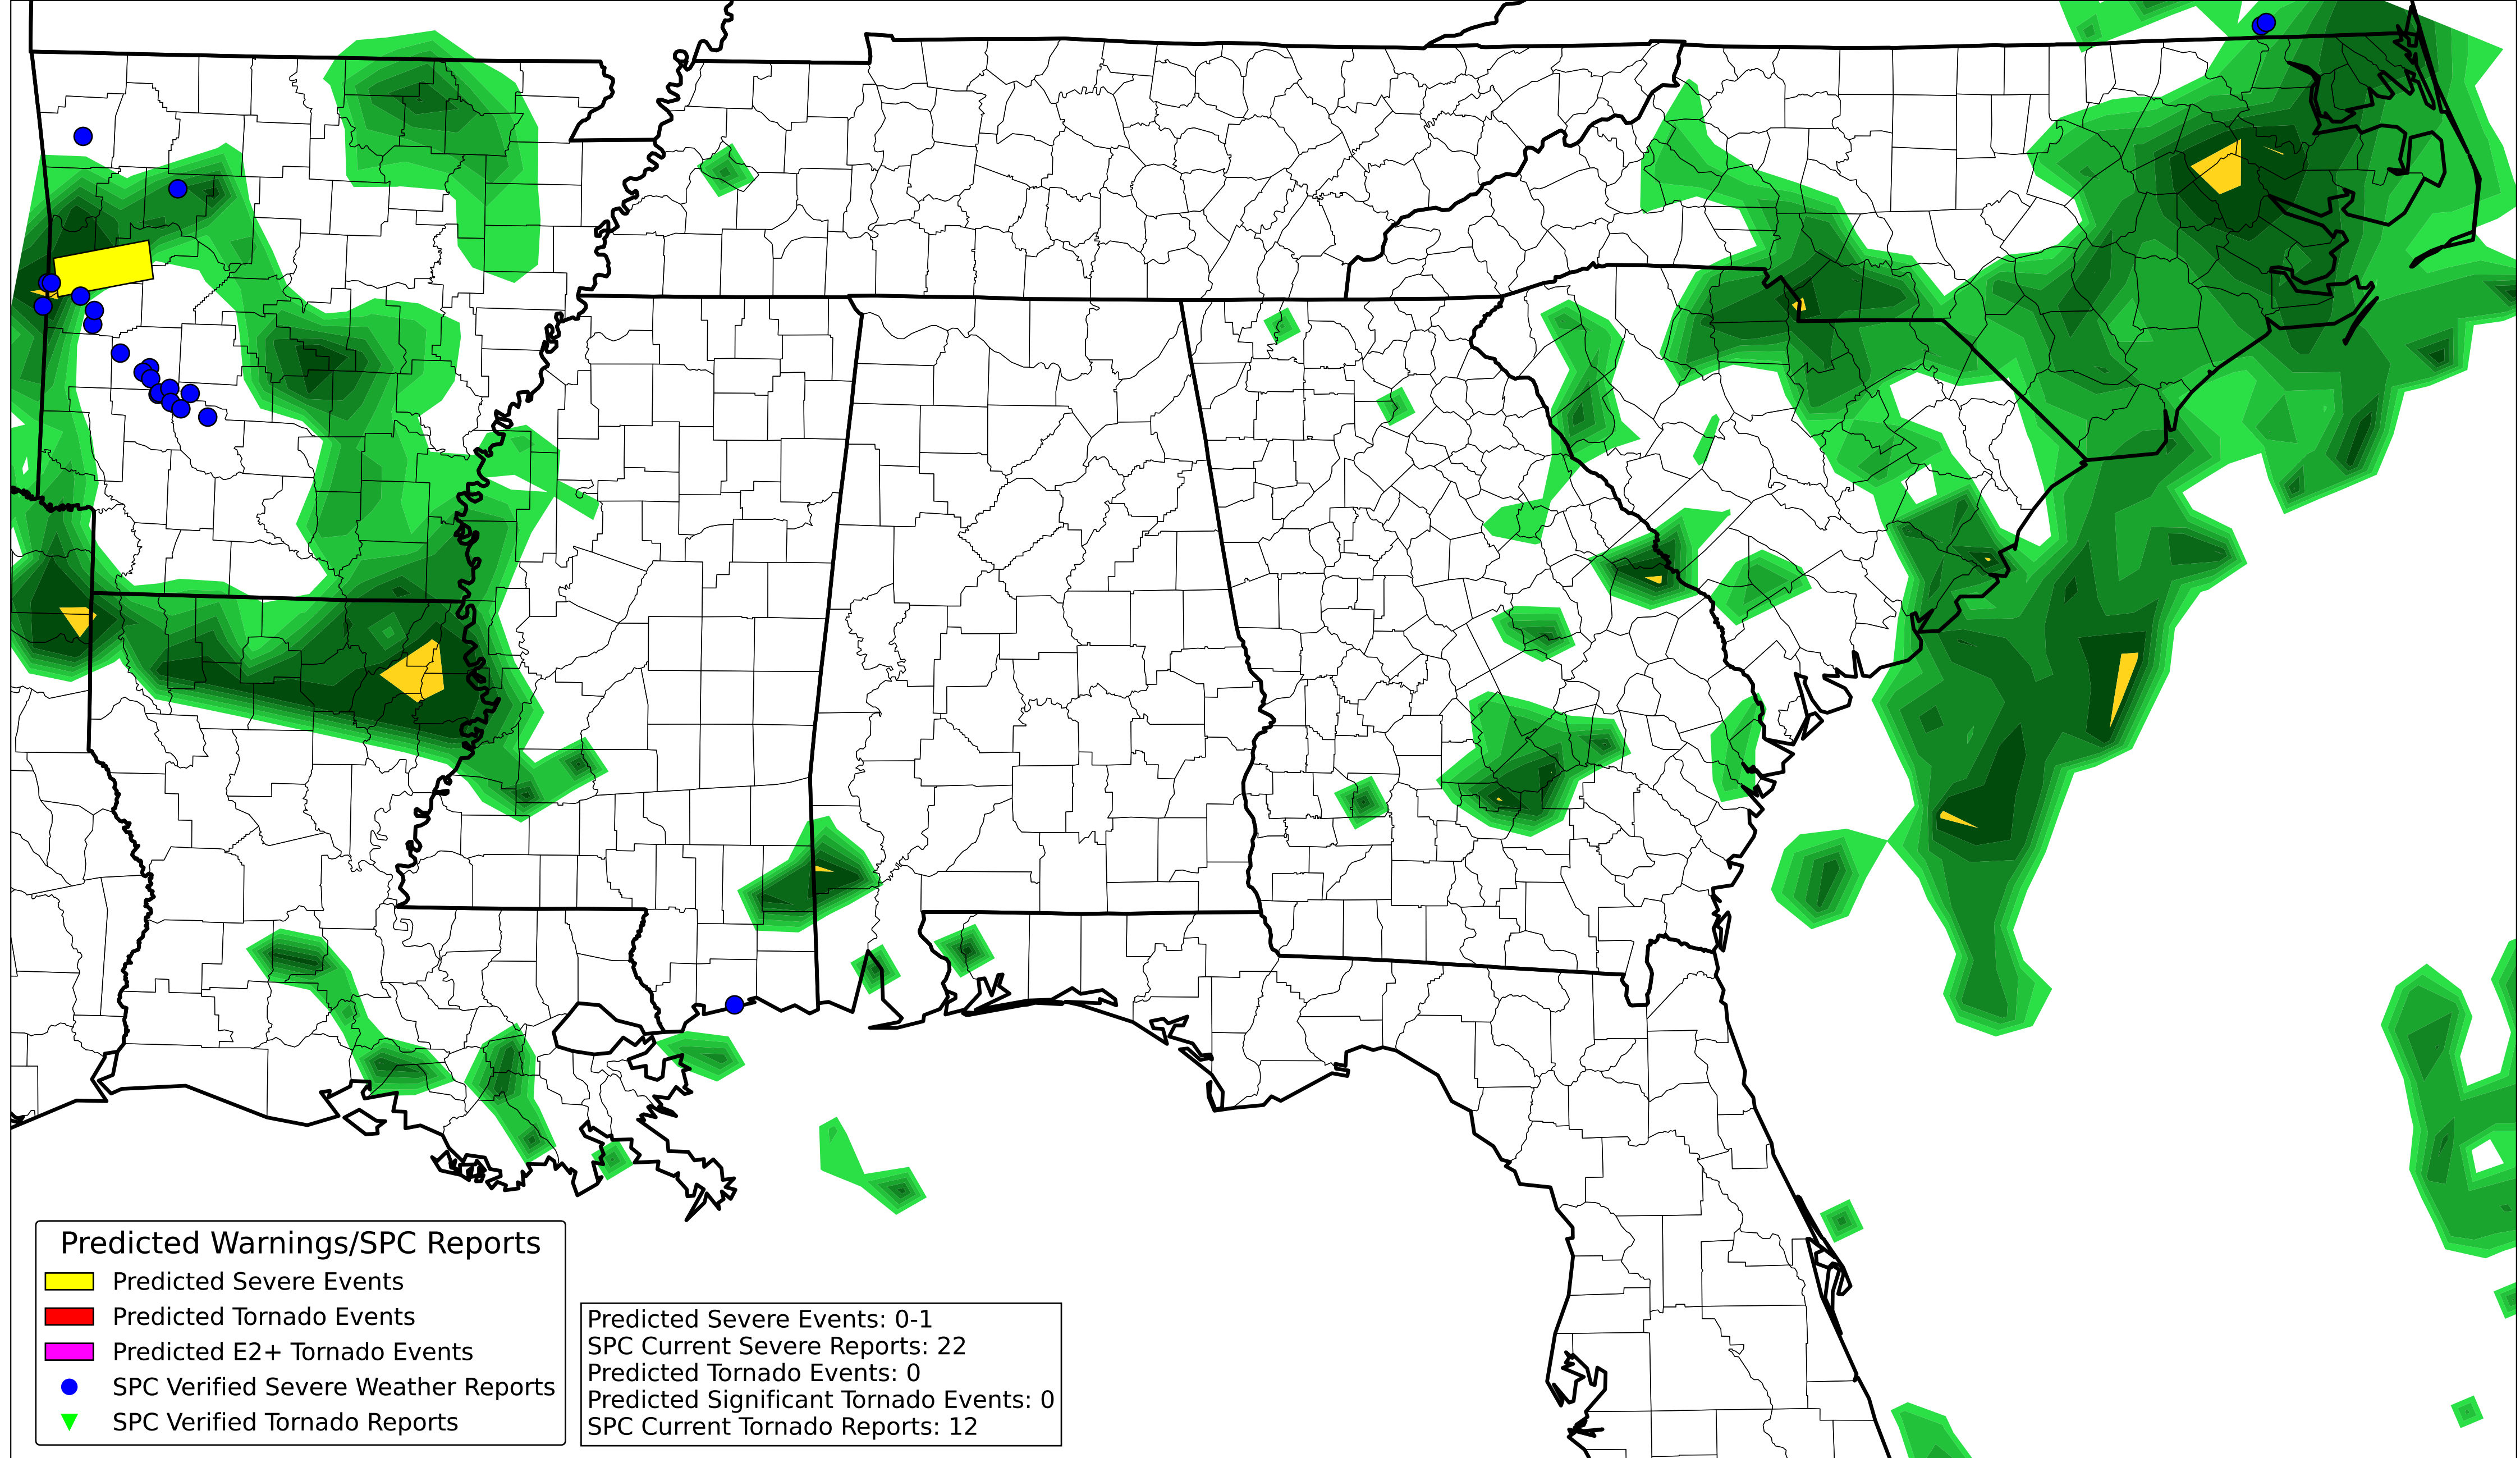 Predicted Warnings/SPC Reports
Predicted Severe Events
Predicted Tornado Events
Predicted E2+ Tornado Events
SPC Verified Severe Weather Reports
SPC Verified Tornado Reports
Predicted Severe Events: 0-1
SPC Current Severe Reports: 22
Predicted Tornado Events: 0
Predicted Significant Tornado Events: 0
SPC Current Tornado Reports: 12